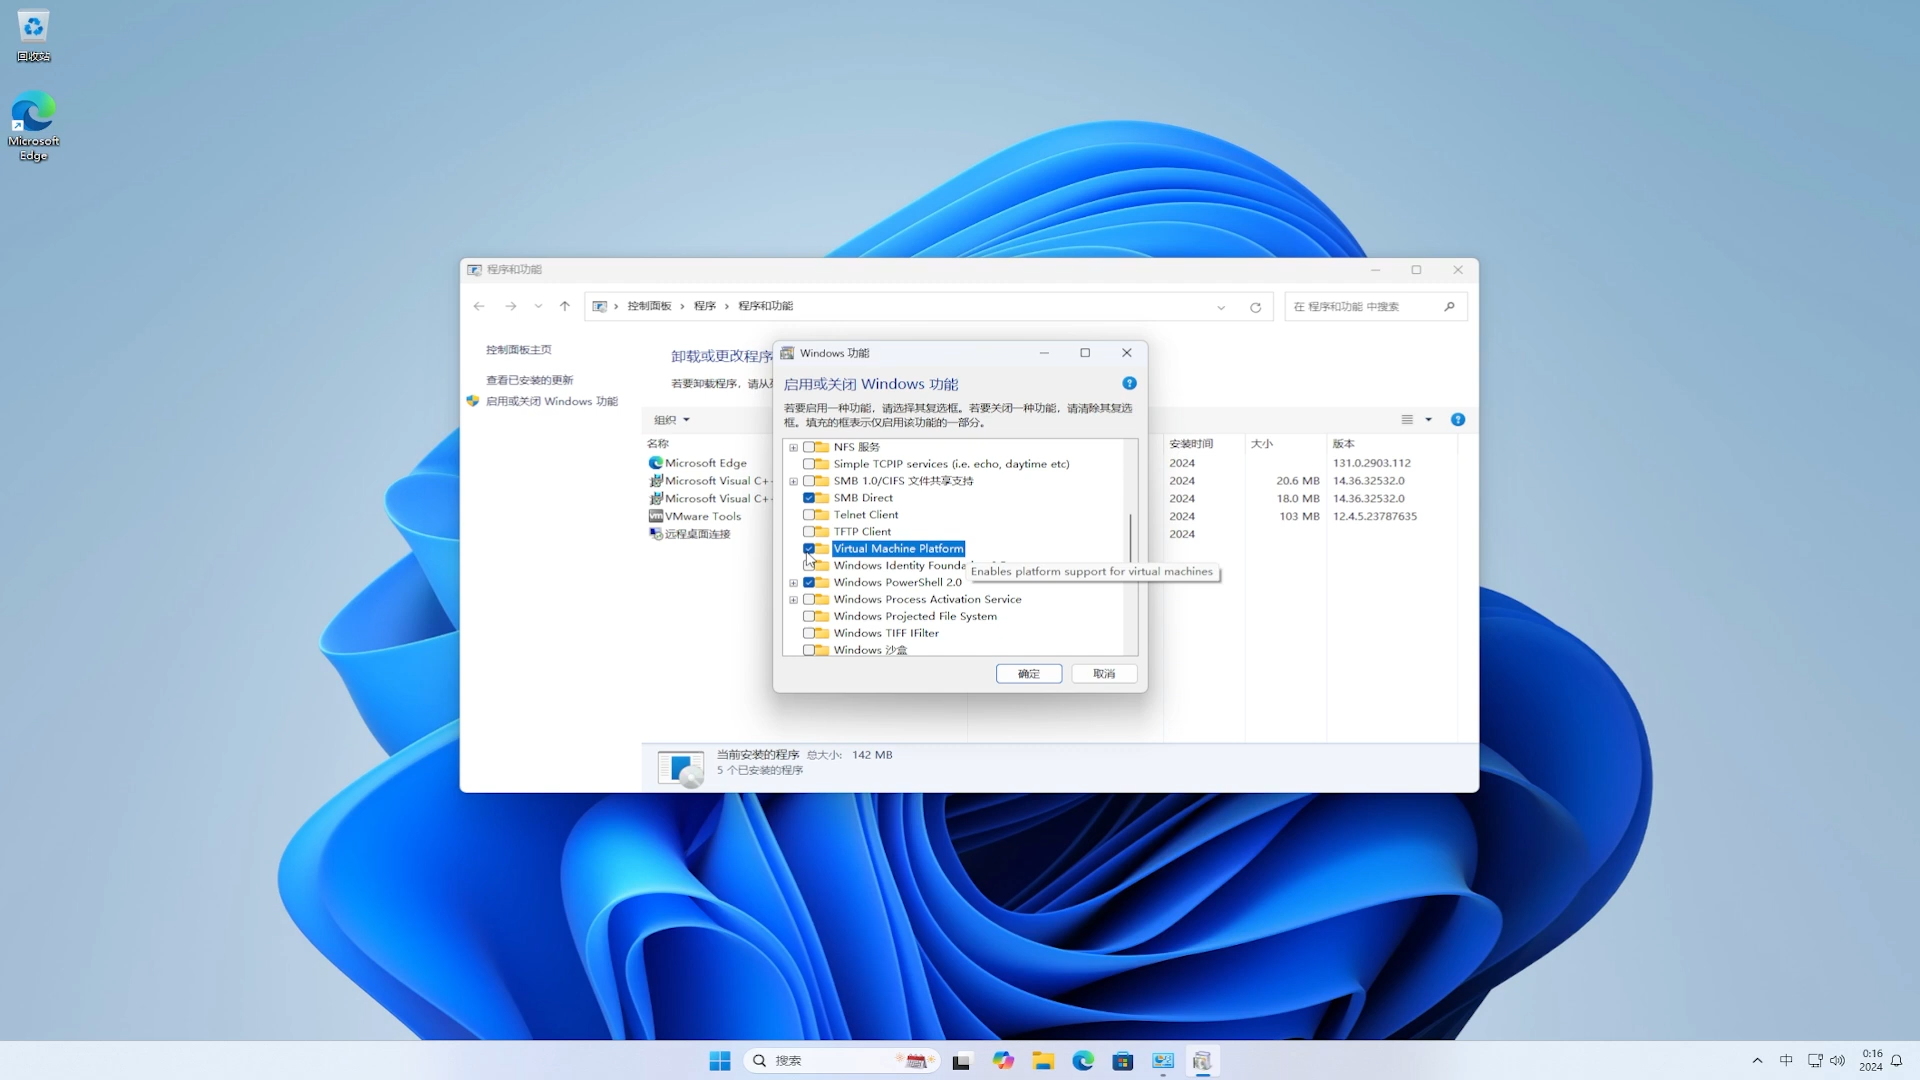 回收站
Microsoft
Edge
程序和功能
控制面板 > 程序 > 程序和功能
在 程序和功能 中搜索
控制面板主页
查看已安装的更新
启用或关闭 Windows 功能
卸载或更改程序
若要卸载程序，请从
组织
名称
安装时间
大小
版本
Microsoft Edge
2024
131.0.2903.112
Microsoft Visual C+
2024
20.6 MB
14.36.32532.0
Microsoft Visual C+
2024
18.0 MB
14.36.32532.0
VMware Tools
2024
103 MB
12.4.5.23787635
远程桌面连接
2024
Windows 功能
启用或关闭 Windows 功能
若要启用一种功能，请选择其复选框。若要关闭一种功能，请清除其复选
框。填充的框表示仅启用该功能的一部分。
NFS 服务
Simple TCPIP services (i.e. echo, daytime etc)
SMB 1.0/CIFS 文件共享支持
SMB Direct
Telnet Client
TFTP Client
Virtual Machine Platform
Windows Identity Founda
Enables platform support for virtual machines
Windows PowerShell 2.0
Windows Process Activation Service
Windows Projected File System
Windows TIFF IFilter
Windows 沙盒
确定
取消
当前安装的程序 总大小: 142 MB
5 个已安装的程序
搜索
中
0:16
2024